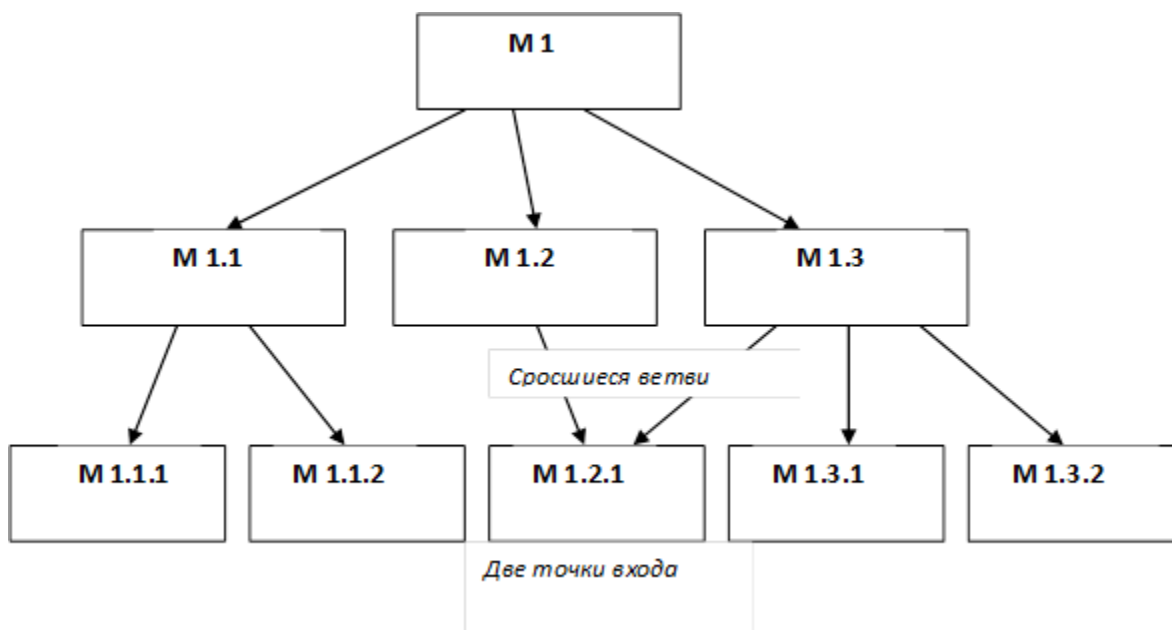 М 1
М 1.1
М 1.2
М 1.3
Сросшиеся ветви
М 1.1.1
М 1.1.2
М 1.2.1
М 1.3.1
М 1.3.2
Две точки входа